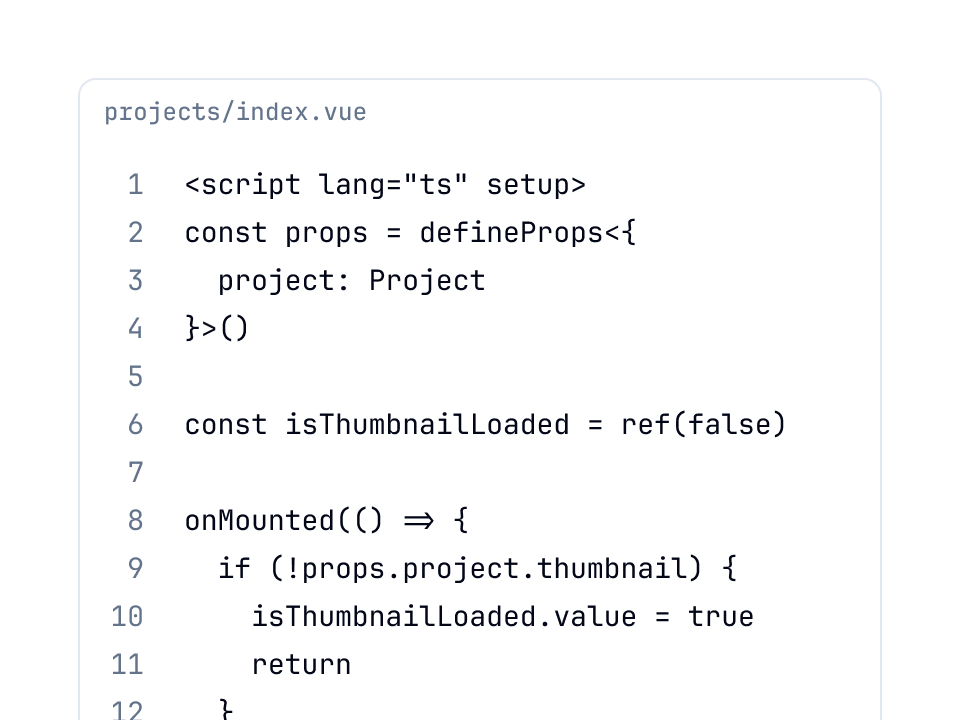 projects/index.vue
1 <script lang="ts" setup>
2 const props = defineProps<{
3   project: Project
4 }>()
5
6 const isThumbnailLoaded = ref(false)
7
8 onMounted(() => {
9   if (!props.project.thumbnail) {
10     isThumbnailLoaded.value = true
11     return
12   }